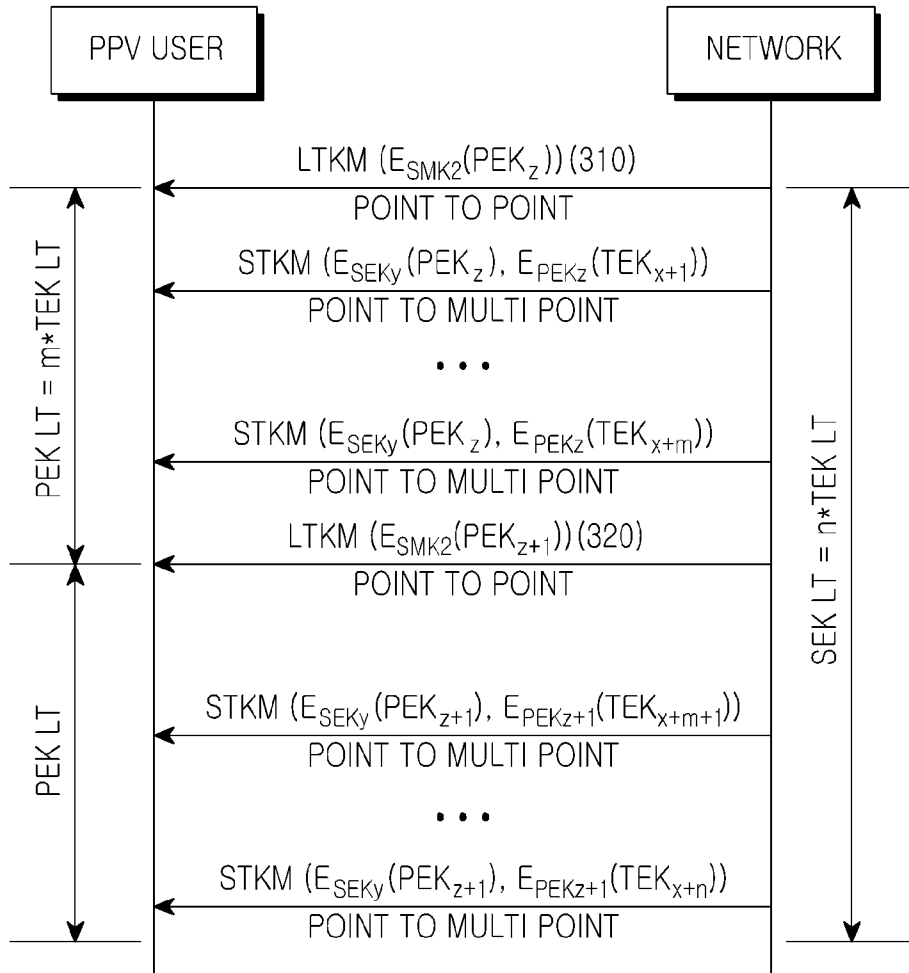 PPV USER
NETWORK
LTKM (E_SMK2(PEK_z))(310)
POINT TO POINT
STKM (E_SEKy(PEK_z), E_PEKz(TEK_x+1))
POINT TO MULTI POINT
• • •
STKM (E_SEKy(PEK_z), E_PEKz(TEK_x+m))
POINT TO MULTI POINT
LTKM (E_SMK2(PEK_z+1))(320)
POINT TO POINT
STKM (E_SEKy(PEK_z+1), E_PEKz+1(TEK_x+m+1))
POINT TO MULTI POINT
• • •
STKM (E_SEKy(PEK_z+1), E_PEKz+1(TEK_x+n))
POINT TO MULTI POINT
PEK LT = m*TEK LT
PEK LT
SEK LT = n*TEK LT